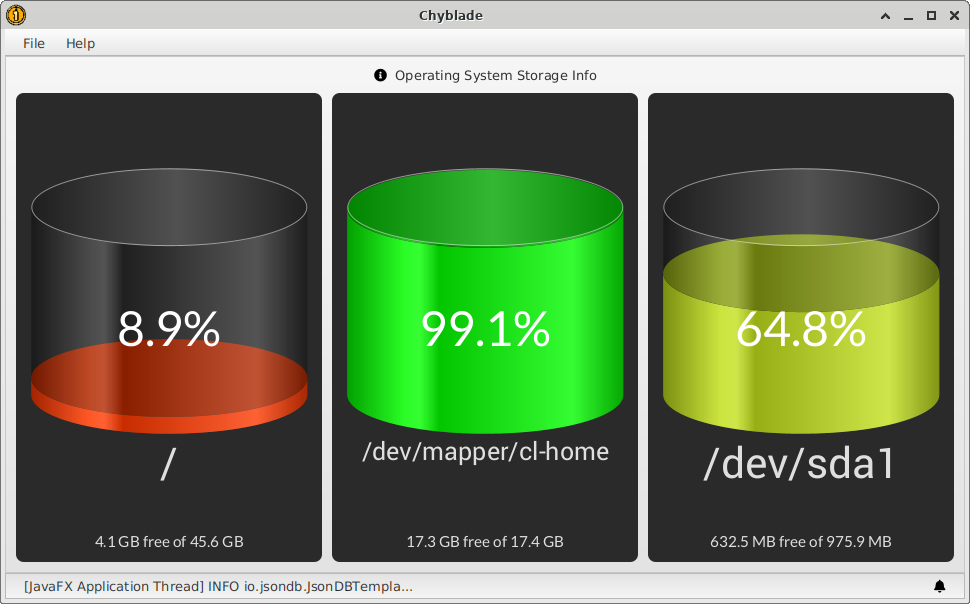 Chyblade
File Help
Operating System Storage Info
8.9%
99.1%
64.8%
/
/dev/mapper/cl-home
/dev/sda1
4.1 GB free of 45.6 GB
17.3 GB free of 17.4 GB
632.5 MB free of 975.9 MB
[JavaFX Application Thread] INFO io.jsondb.JsonDBTempla...